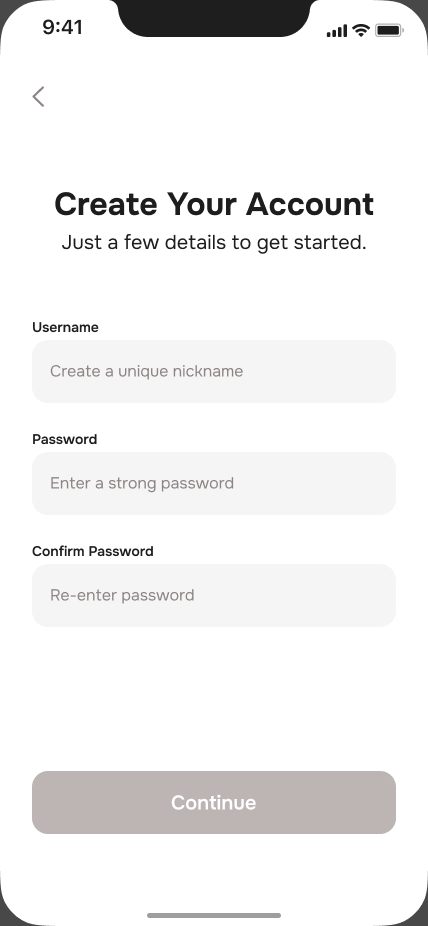 9:41
Create Your Account
Just a few details to get started.
Username
Create a unique nickname
Password
Enter a strong password
Confirm Password
Re-enter password
Continue